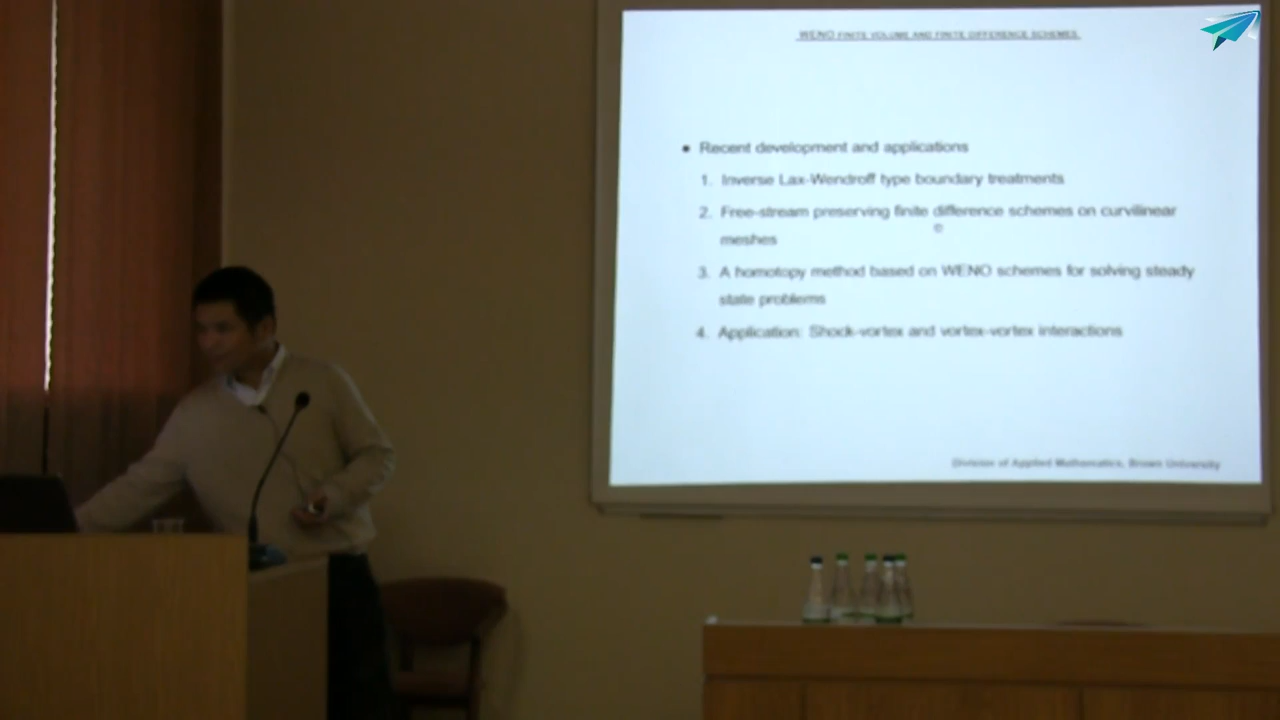 WENO FINITE VOLUME AND FINITE DIFFERENCE SCHEMES
• Recent development and applications
1. Inverse Lax-Wendroff type boundary treatments
2. Free-stream preserving finite difference schemes on curvilinear
meshes
3. A homotopy method based on WENO schemes for solving steady
state problems
4. Application: Shock-vortex and vortex-vortex interactions
Division of Applied Mathematics, Brown University